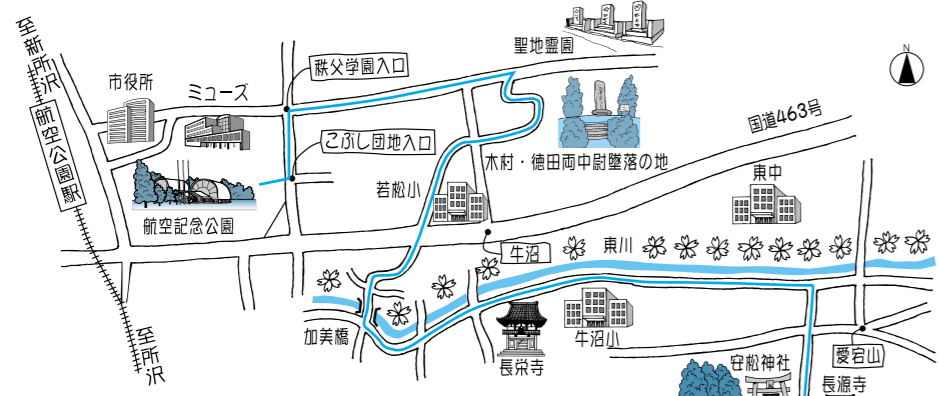 至新所沢
航空公園駅
至所沢
市役所
ミューズ
秩父学園入口
こぶし団地入口
航空記念公園
聖地霊園
木村・徳田両中尉墜落の地
N
国道463号
若松小
牛沼
東川
東中
加美橋
長栄寺
牛沼小
安松神社
愛宕山
長源寺